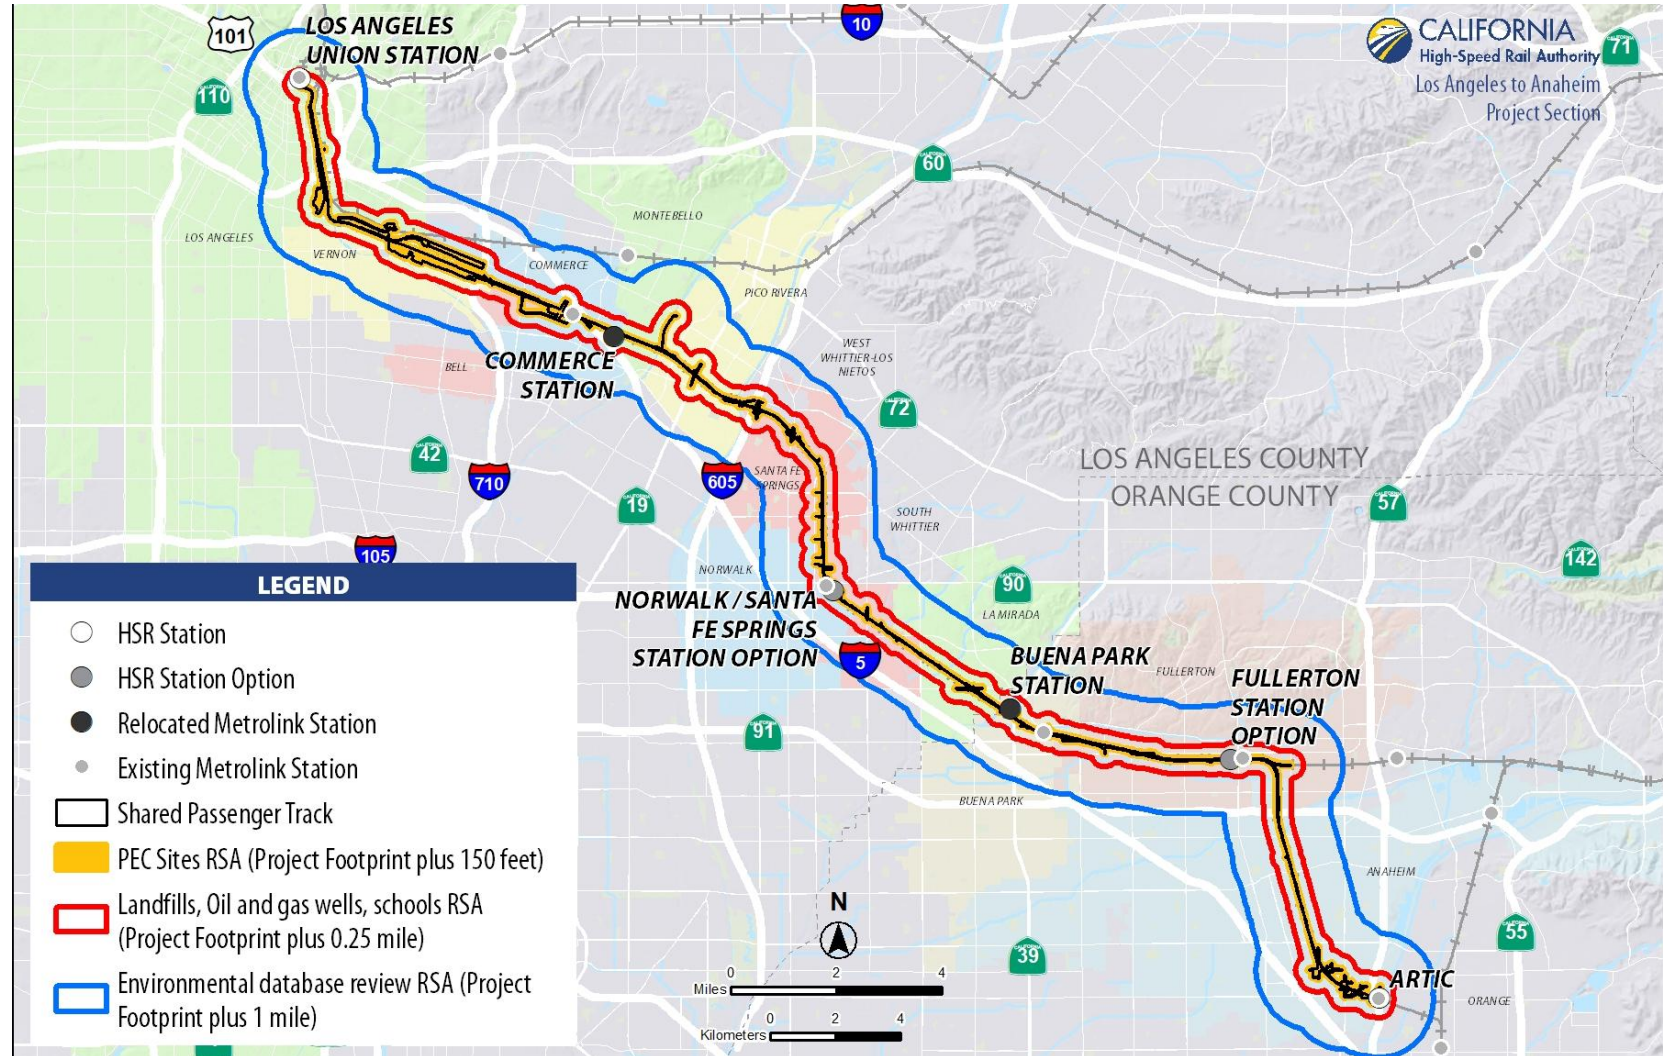 LOS ANGELES
UNION STATION
101
110
10
CALIFORNIA
High-Speed Rail Authority
Los Angeles to Anaheim
Project Section
71
60
MONTEBELLO
LOS ANGELES
VERNON
COMMERCE
PICO RIVERA
WEST
WHITTIER-LOS
NIETOS
BELL
COMMERCE
STATION
72
42
710
605
19
105
SANTA FE
SPRINGS
SOUTH
WHITTIER
LOS ANGELES COUNTY
ORANGE COUNTY
57
142
NORWALK
NORWALK / SANTA
FE SPRINGS
STATION OPTION
5
90
LA MIRADA
BUENA PARK
STATION
FULLERTON
FULLERTON
STATION
OPTION
91
BUENA PARK
ANAHEIM
39
55
ARTIC
ORANGE
N
0 2 4
Miles
0 2 4
Kilometers
LEGEND
HSR Station
HSR Station Option
Relocated Metrolink Station
Existing Metrolink Station
Shared Passenger Track
PEC Sites RSA (Project Footprint plus 150 feet)
Landfills, Oil and gas wells, schools RSA
(Project Footprint plus 0.25 mile)
Environmental database review RSA (Project
Footprint plus 1 mile)